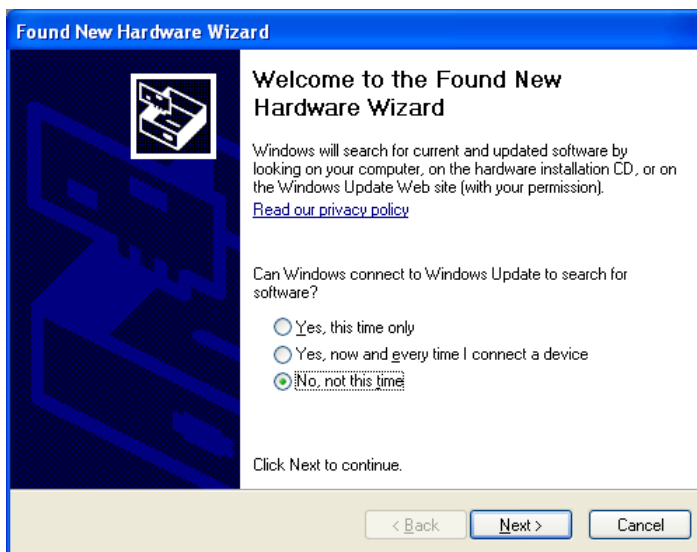 Found New Hardware Wizard
Welcome to the Found New
Hardware Wizard
Windows will search for current and updated software by
looking on your computer, on the hardware installation CD, or on
the Windows Update Web site (with your permission).
Read our privacy policy
Can Windows connect to Windows Update to search for
software?
Yes, this time only
Yes, now and every time I connect a device
No, not this time
Click Next to continue.
< Back
Next >
Cancel